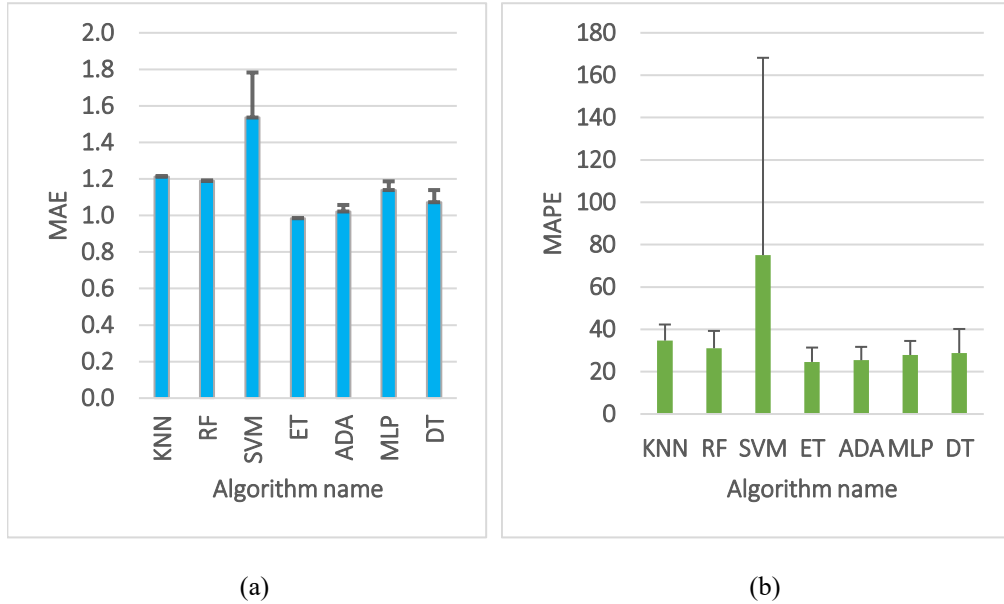 2.0
1.8
1.6
1.4
1.2
1.0
0.8
0.6
0.4
0.2
0.0
MAE
KNN
RF
SVM
ET
ADA
MLP
DT
Algorithm name
(a)
180
160
140
120
100
80
60
40
20
0
MAPE
KNN RF SVM ET ADA MLP DT
Algorithm name
(b)